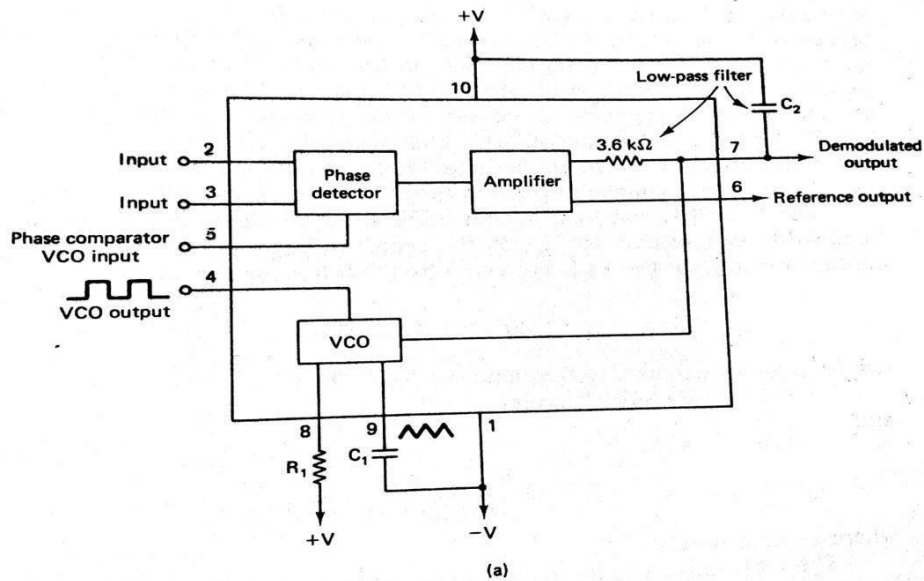 +V
10
Low-pass filter
C2
3.6 kΩ
2
Input
Phase
detector
Amplifier
7
Demodulated
output
Input
3
6
Reference output
Phase comparator
VCO input
5
4
VCO output
VCO
8
9
1
R1
C1
+V
-V
(a)